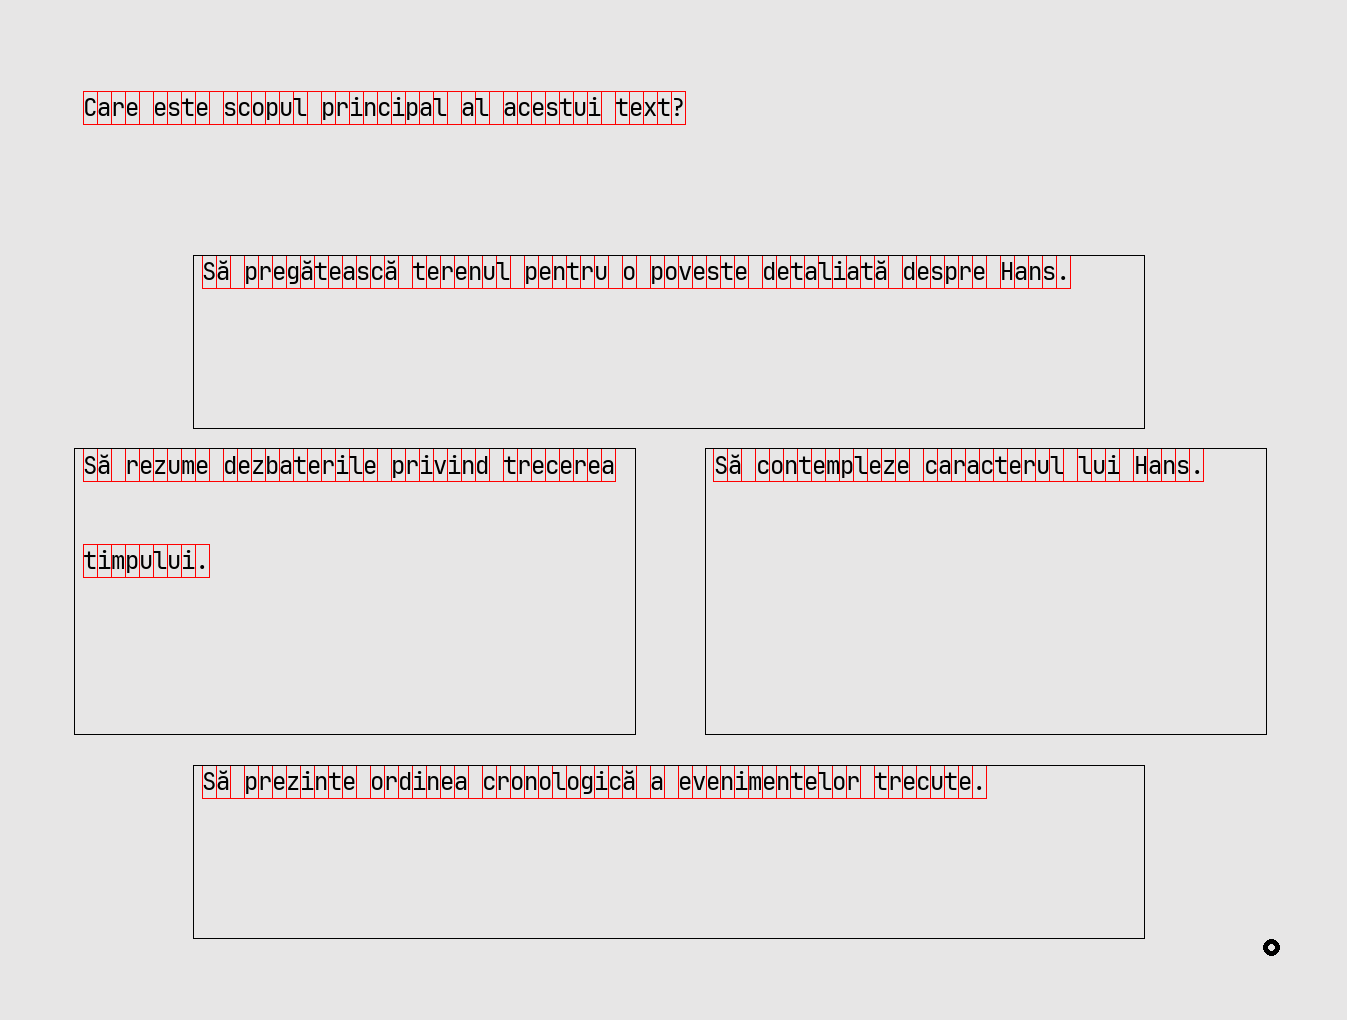 Care este scopul principal al acestui text?
Să pregătească terenul pentru o poveste detaliată despre Hans.
Să rezume dezbaterile privind trecerea
timpului.
Să contempleze caracterul lui Hans.
Să prezinte ordinea cronologică a evenimentelor trecute.